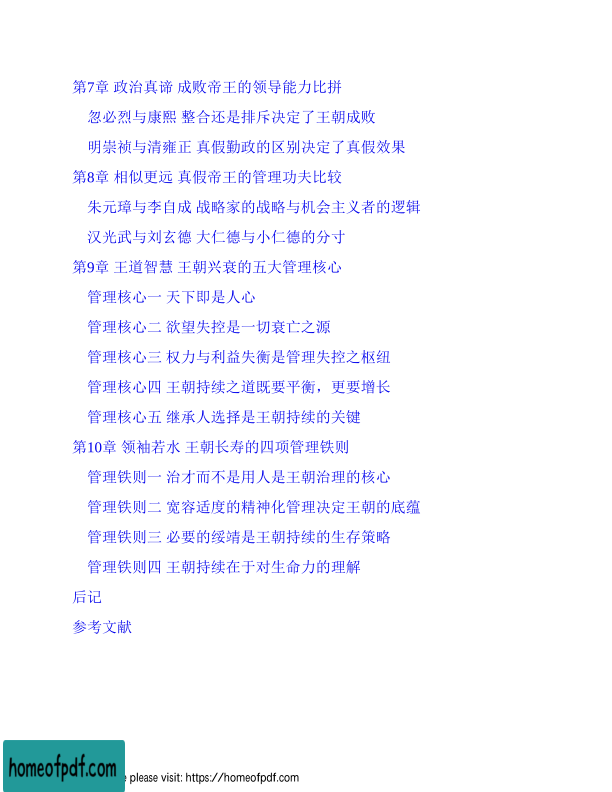 第7章 政治真谛 成败帝王的领导能力比拼
忽必烈与康熙 整合还是排斥决定了王朝成败
明崇祯与清雍正 真假勤政的区别决定了真假效果
第8章 相似更远 真假帝王的管理功夫比较
朱元璋与李自成 战略家的战略与机会主义者的逻辑
汉光武与刘玄德 大仁德与小仁德的分寸
第9章 王道智慧 王朝兴衰的五大管理核心
管理核心一 天下即是人心
管理核心二 欲望失控是一切衰亡之源
管理核心三 权力与利益失衡是管理失控之枢纽
管理核心四 王朝持续之道既要平衡，更要增长
管理核心五 继承人选择是王朝持续的关键
第10章 领袖若水 王朝长寿的四项管理铁则
管理铁则一 治才而不是用人是王朝治理的核心
管理铁则二 宽容适度的精神化管理决定王朝的底蕴
管理铁则三 必要的绥靖是王朝持续的生存策略
管理铁则四 王朝持续在于对生命力的理解
后记
参考文献
homeofpdf.com
please visit: https://homeofpdf.com